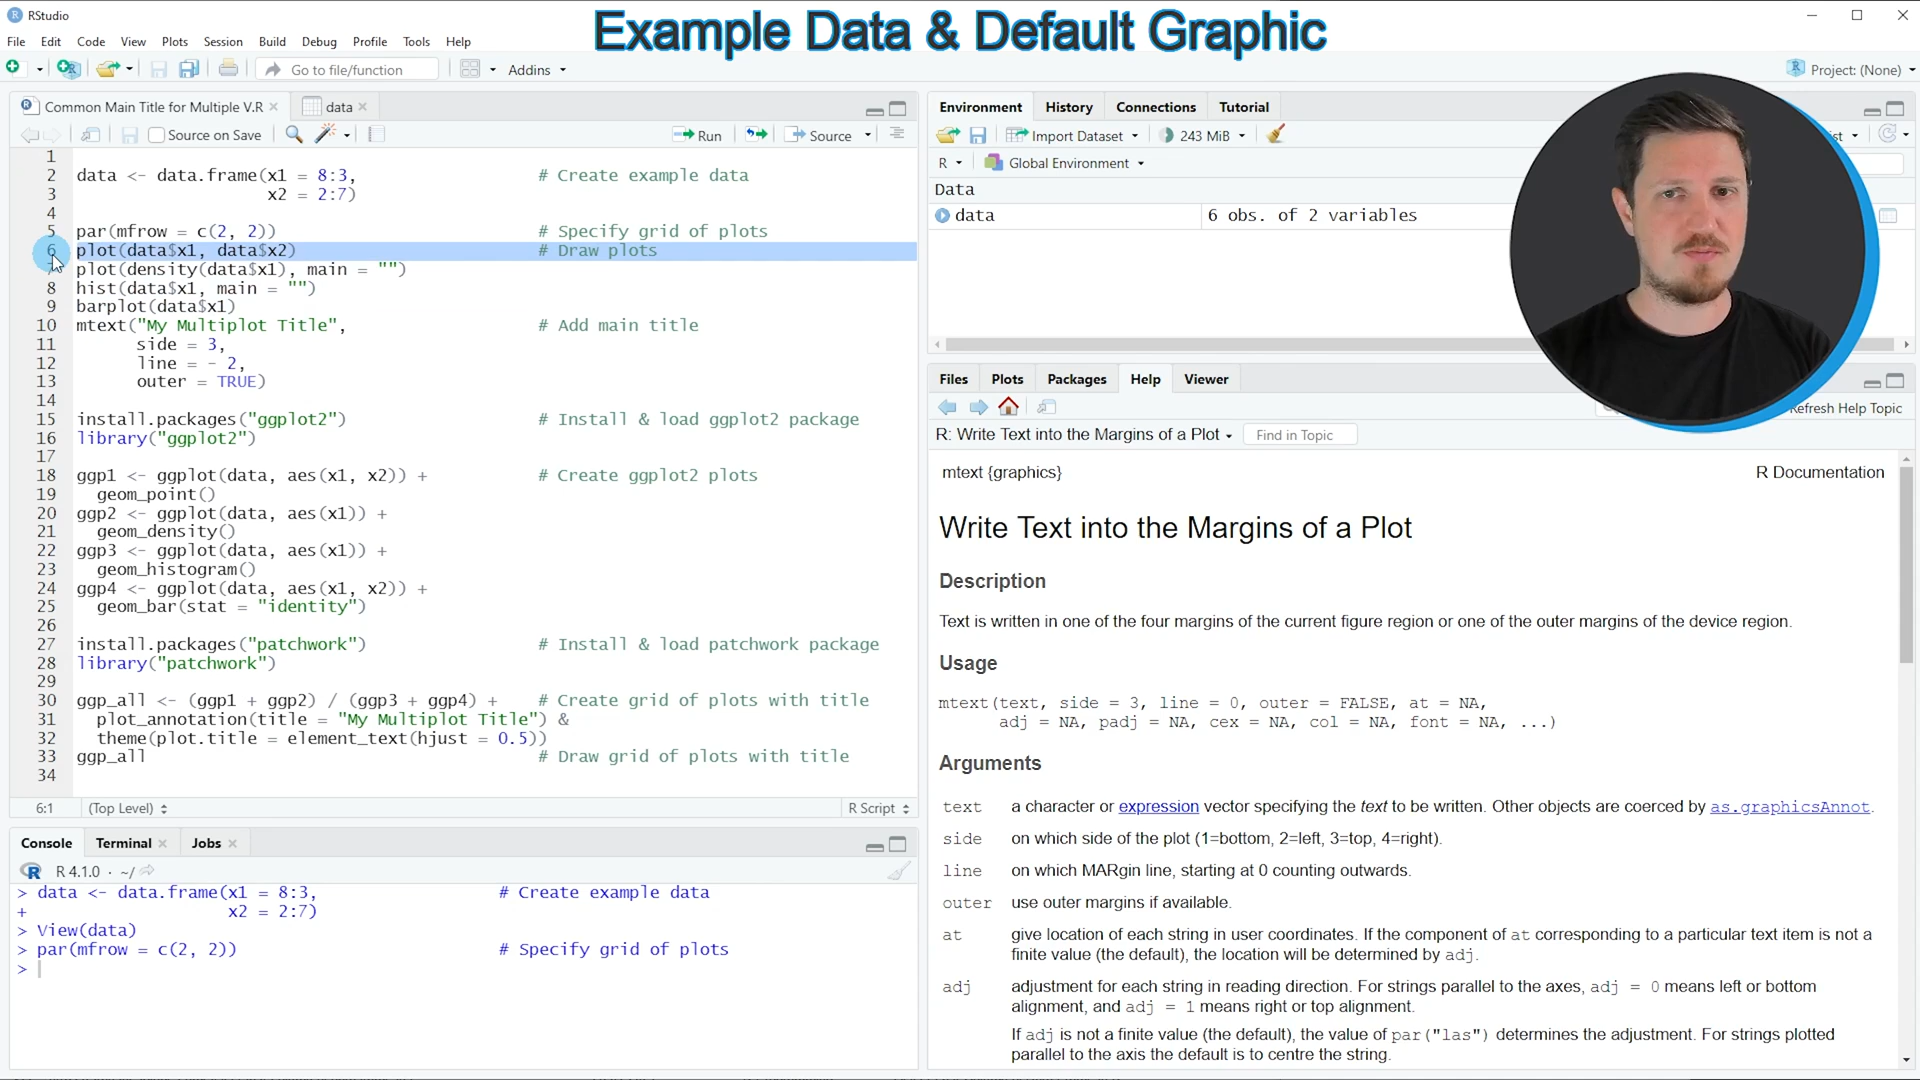 RStudio
Example Data & Default Graphic
File Edit Code View Plots Session Build Debug Profile Tools Help
Go to file/function
Addins
Project: (None)
Common Main Title for Multiple V.R
data
Source on Save
Run
Source
1
2 data <- data.frame(x1 = 8:3, # Create example data
3 x2 = 2:7)
4
5 par(mfrow = c(2, 2)) # Specify grid of plots
6 plot(data$x1, data$x2) # Draw plots
7 plot(density(data$x1), main = "")
8 hist(data$x1, main = "")
9 barplot(data$x1)
10 mtext("My Multiplot Title", # Add main title
11 side = 3,
12 line = - 2,
13 outer = TRUE)
14
15 install.packages("ggplot2") # Install & load ggplot2 package
16 library("ggplot2")
17
18 ggp1 <- ggplot(data, aes(x1, x2)) + # Create ggplot2 plots
19 geom_point()
20 ggp2 <- ggplot(data, aes(x1)) +
21 geom_density()
22 ggp3 <- ggplot(data, aes(x1)) +
23 geom_histogram()
24 ggp4 <- ggplot(data, aes(x1, x2)) +
25 geom_bar(stat = "identity")
26
27 install.packages("patchwork") # Install & load patchwork package
28 library("patchwork")
29
30 ggp_all <- (ggp1 + ggp2) / (ggp3 + ggp4) + # Create grid of plots with title
31 plot_annotation(title = "My Multiplot Title") &
32 theme(plot.title = element_text(hjust = 0.5))
33 ggp_all # Draw grid of plots with title
34
6:1 (Top Level) R Script
Console Terminal Jobs
R 4.1.0 · ~/
> data <- data.frame(x1 = 8:3, # Create example data
+ x2 = 2:7)
> View(data)
> par(mfrow = c(2, 2)) # Specify grid of plots
>
Environment History Connections Tutorial
Import Dataset 243 MiB
R Global Environment
Data
data 6 obs. of 2 variables
Files Plots Packages Help Viewer
Refresh Help Topic
R: Write Text into the Margins of a Plot Find in Topic
mtext {graphics} R Documentation
Write Text into the Margins of a Plot
Description
Text is written in one of the four margins of the current figure region or one of the outer margins of the device region.
Usage
mtext(text, side = 3, line = 0, outer = FALSE, at = NA,
adj = NA, padj = NA, cex = NA, col = NA, font = NA, ...)
Arguments
text a character or expression vector specifying the text to be written. Other objects are coerced by as.graphicsAnnot.
side on which side of the plot (1=bottom, 2=left, 3=top, 4=right).
line on which MARgin line, starting at 0 counting outwards.
outer use outer margins if available.
at give location of each string in user coordinates. If the component of at corresponding to a particular text item is not a
finite value (the default), the location will be determined by adj.
adj adjustment for each string in reading direction. For strings parallel to the axes, adj = 0 means left or bottom
alignment, and adj = 1 means right or top alignment.
If adj is not a finite value (the default), the value of par("las") determines the adjustment. For strings plotted
parallel to the axis the default is to centre the string.